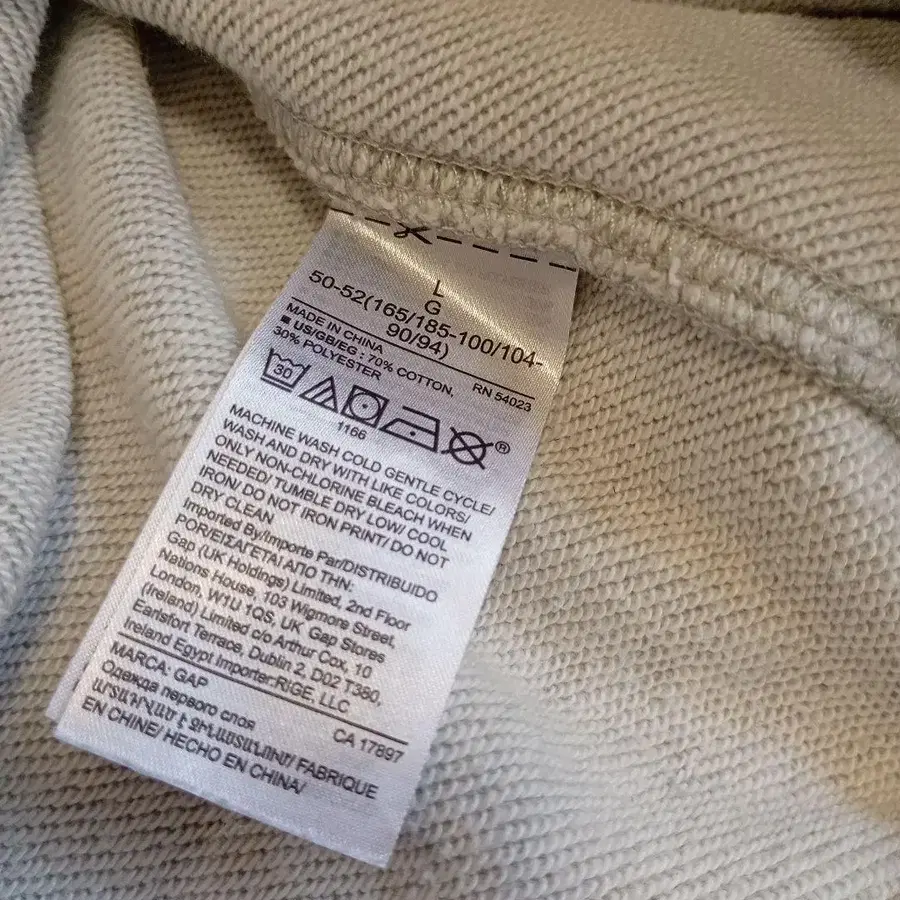 L
G
50-52(165/185-100/104-
90/94)
MADE IN CHINA
RN 54023
■ US/GB/EG : 70% COTTON,
30% POLYESTER
30
1166
®
MACHINE WASH COLD GENTLE CYCLE/
WASH AND DRY WITH LIKE COLORS/
ONLY NON-CHLORINE BLEACH WHEN
NEEDED/ TUMBLE DRY LOW/ COOL
IRON/ DO NOT IRON PRINT/ DO NOT
DRY CLEAN
Imported By/Importe Par/DISTRIBUIDO
POR/ΕΙΣΑΓΕΤΑΙ ΑΠΟ ΤΗΝ:
Gap (UK Holdings) Limited, 2nd Floor
Nations House, 103 Wigmore Street,
London, W1U 1QS, UK Gap Stores
(Ireland) Limited c/o Arthur Cox, 10
Earlsfort Terrace, Dublin 2, D02 T380,
Ireland Egypt Importer:RIGE, LLC
MARCA: GAP
CA 17897
Одежда первого слоя
ԱՐՏԱԴՐՎԱԾ Է ՉԻՆԱՍՏԱՆՈՒՄ/ FABRIQUE
EN CHINE/ HECHO EN CHINA/